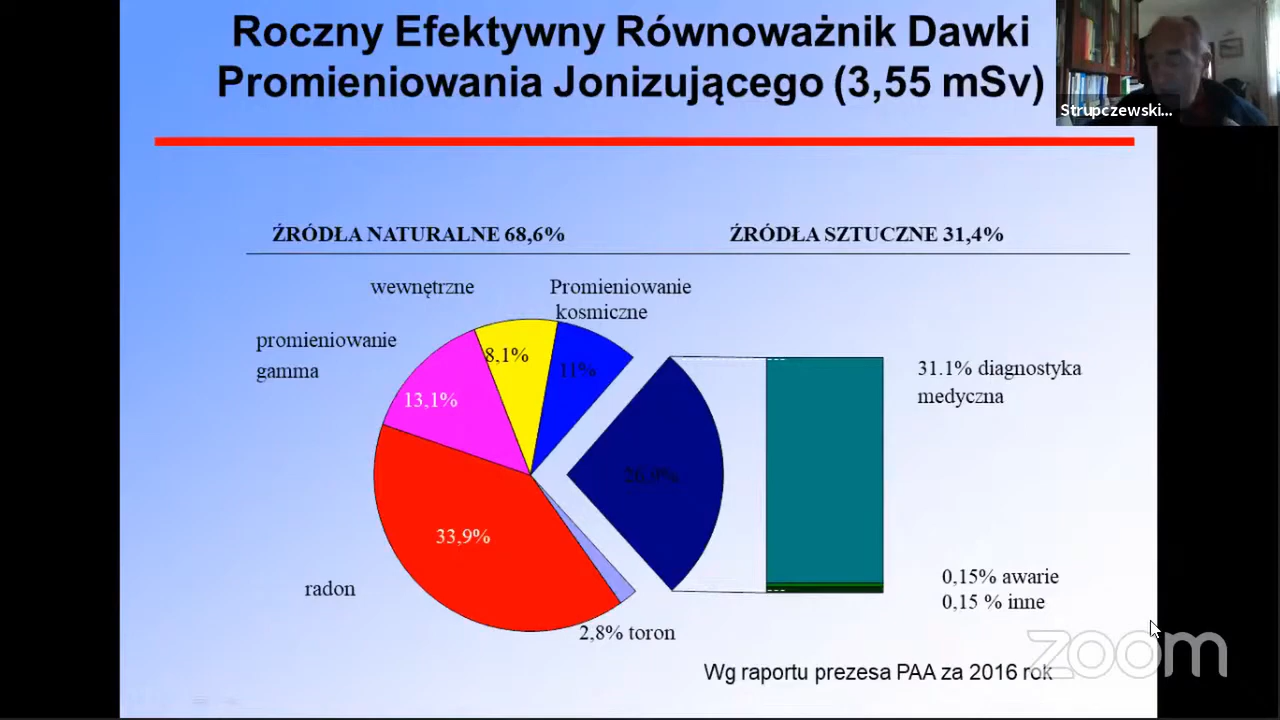 Roczny Efektywny Równoważnik Dawki
Promieniowania Jonizującego (3,55 mSv)
Strupczewski...
ŹRÓDŁA NATURALNE 68,6%
ŹRÓDŁA SZTUCZNE 31,4%
wewnętrzne
Promieniowanie
kosmiczne
promieniowanie
gamma
8,1%
11%
31.1% diagnostyka
medyczna
13,1%
26,9%
33,9%
radon
0,15% awarie
0,15 % inne
2,8% toron
zoom
Wg raportu prezesa PAA za 2016 rok